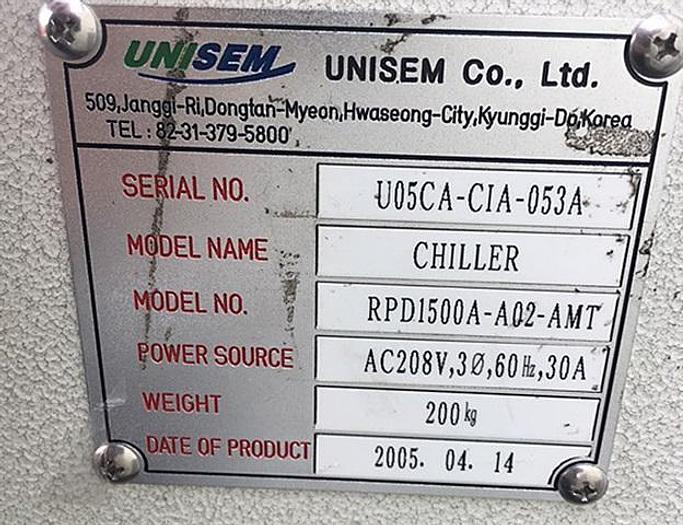 UNISEM UNISEM Co., Ltd.
509,Janggi-Ri,Dongtan-Myeon,Hwaseong-City,Kyunggi-Do,Korea
TEL : 82-31-379-5800
SERIAL NO. U05CA-CIA-053A
MODEL NAME CHILLER
MODEL NO. RPD1500A-A02-AMT
POWER SOURCE AC208V,3Ø,60Hz,30A
WEIGHT 200kg
DATE OF PRODUCT 2005. 04. 14